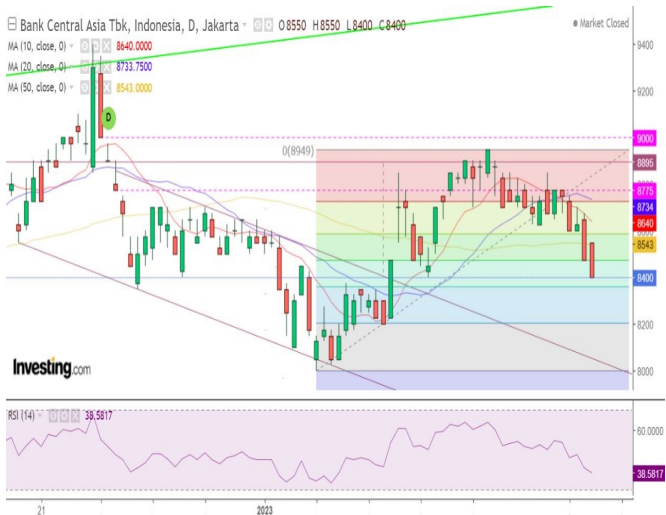 Bank Central Asia Tbk, Indonesia, D, Jakarta O8550 H8550 L8400 C8400
Market Closed
MA (10, close, 0) 8640.0000
MA (20, close, 0) 8733.7500
MA (50, close, 0) 8543.0000
9400
9200
D
9000
0(8949)
8895
8775
8734
8640
8543
8400
8200
8000
Investing.com
RSI (14) 38.5817
60.0000
38.5817
21
2023